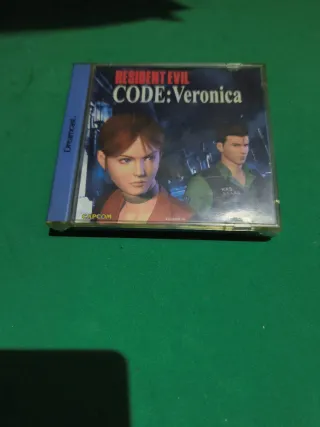 RESIDENT EVIL
CODE:Veronica
Dreamcast
CAPCOM